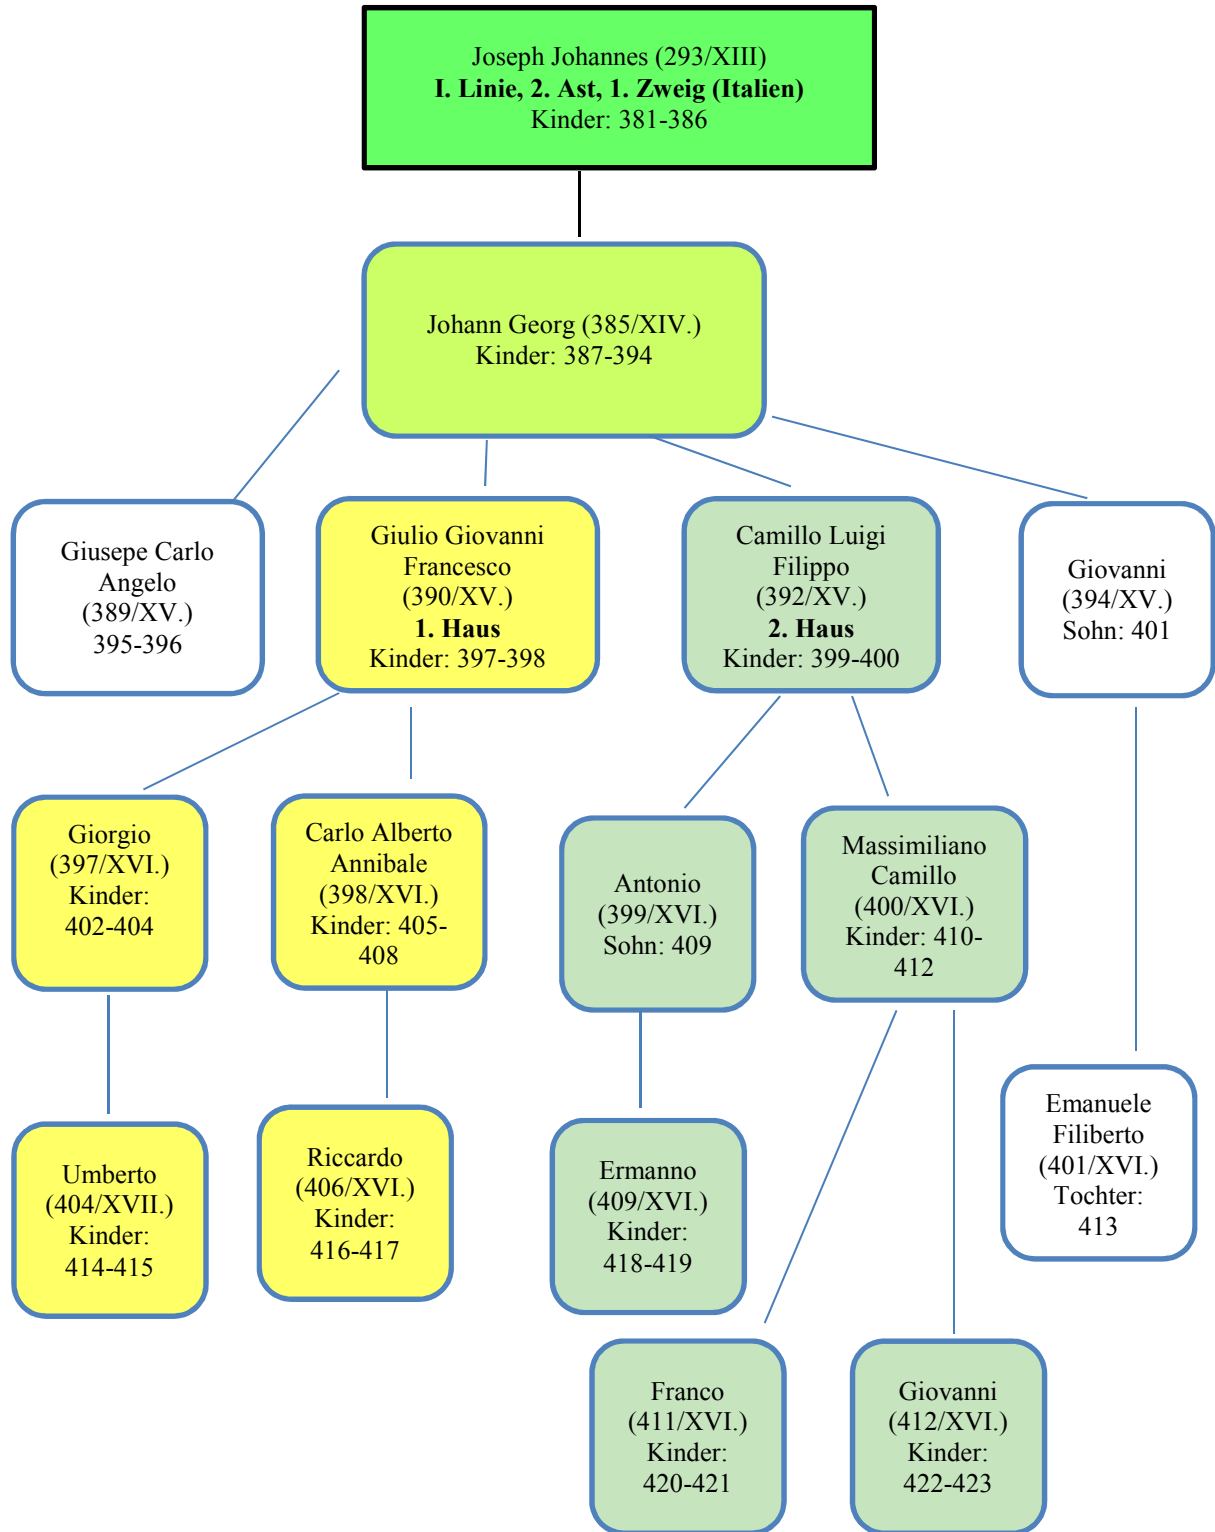 Joseph Johannes (293/XIII)
I. Linie, 2. Ast, 1. Zweig (Italien)
Kinder: 381-386
Johann Georg (385/XIV.)
Kinder: 387-394
Giusepe Carlo
Angelo
(389/XV.)
395-396
Giulio Giovanni
Francesco
(390/XV.)
1. Haus
Kinder: 397-398
Camillo Luigi
Filippo
(392/XV.)
2. Haus
Kinder: 399-400
Giovanni
(394/XV.)
Sohn: 401
Giorgio
(397/XVI.)
Kinder:
402-404
Carlo Alberto
Annibale
(398/XVI.)
Kinder: 405-
408
Antonio
(399/XVI.)
Sohn: 409
Massimiliano
Camillo
(400/XVI.)
Kinder: 410-
412
Emanuele
Filiberto
(401/XVI.)
Tochter:
413
Umberto
(404/XVII.)
Kinder:
414-415
Riccardo
(406/XVI.)
Kinder:
416-417
Ermanno
(409/XVI.)
Kinder:
418-419
Franco
(411/XVI.)
Kinder:
420-421
Giovanni
(412/XVI.)
Kinder:
422-423